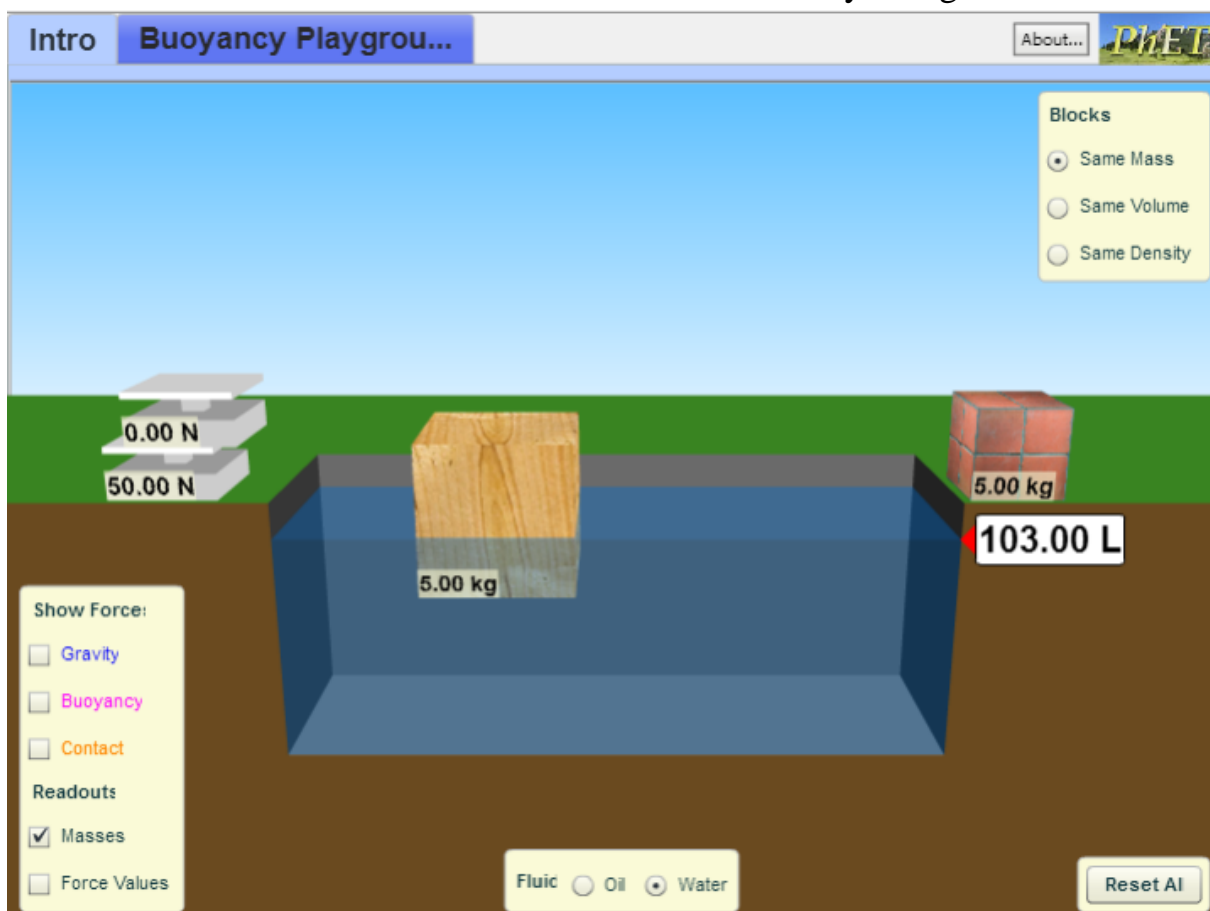 Intro
Buoyancy Playgrou...
About...
PhET
Blocks
Same Mass
Same Volume
Same Density
0.00 N
50.00 N
5.00 kg
5.00 kg
103.00 L
Show Force
Gravity
Buoyancy
Contact
Readouts
Masses
Force Values
Fluid
Oil
Water
Reset Al